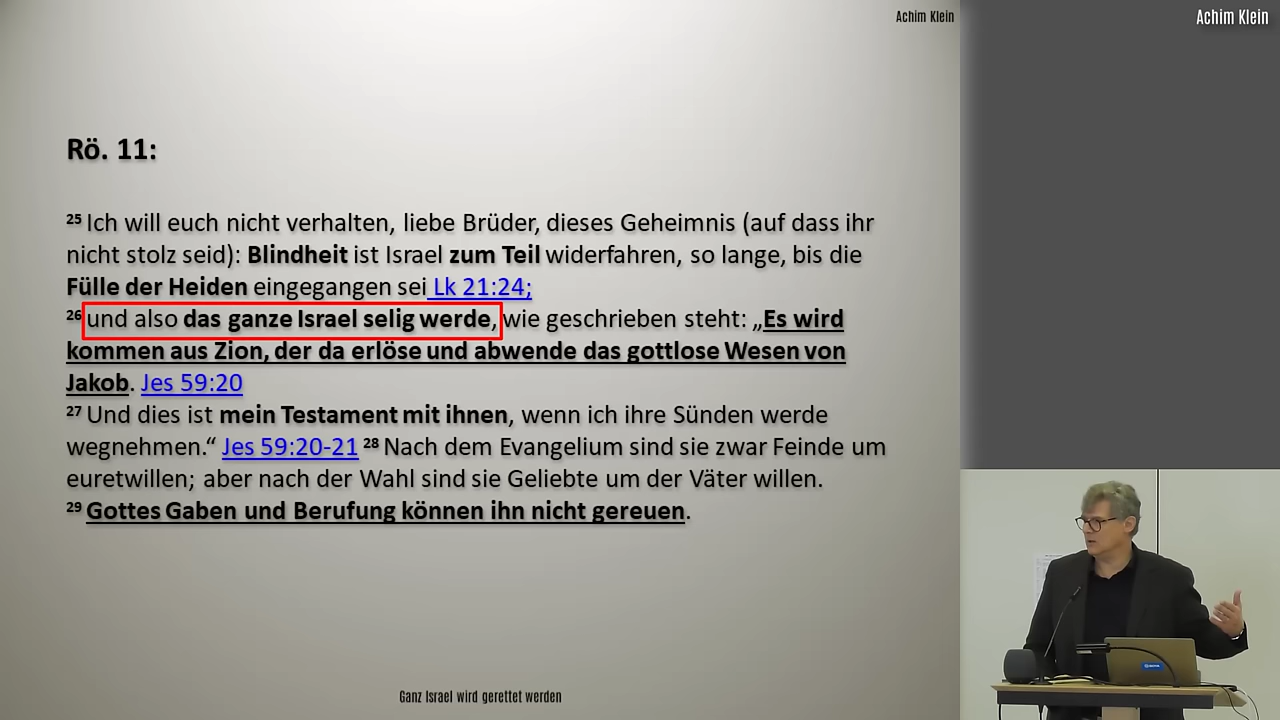 Achim Klein
Achim Klein
Rö. 11:
25 Ich will euch nicht verhalten, liebe Brüder, dieses Geheimnis (auf dass ihr
nicht stolz seid): Blindheit ist Israel zum Teil widerfahren, so lange, bis die
Fülle der Heiden eingegangen sei Lk 21:24;
26 und also das ganze Israel selig werde, wie geschrieben steht: „Es wird
kommen aus Zion, der da erlöse und abwende das gottlose Wesen von
Jakob. Jes 59:20
27 Und dies ist mein Testament mit ihnen, wenn ich ihre Sünden werde
wegnehmen.“ Jes 59:20-21 28 Nach dem Evangelium sind sie zwar Feinde um
euretwillen; aber nach der Wahl sind sie Geliebte um der Väter willen.
29 Gottes Gaben und Berufung können ihn nicht gereuen.
Ganz Israel wird gerettet werden